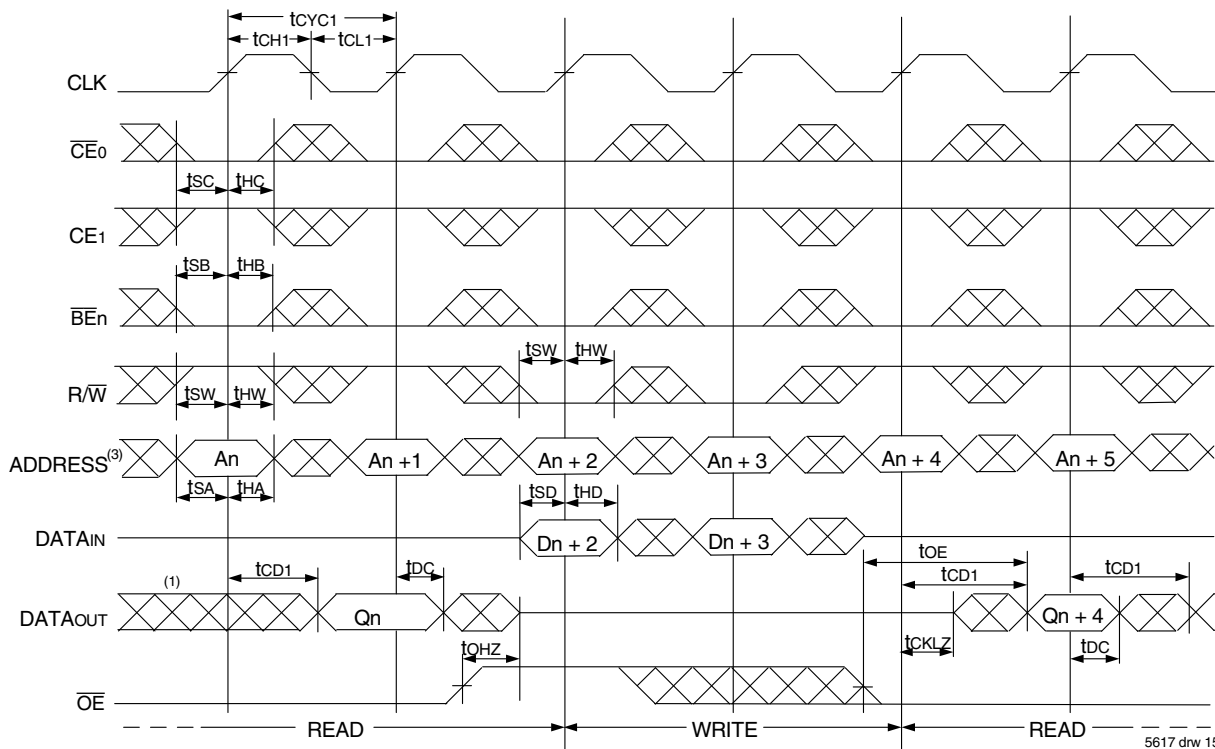 tCYC1
tCH1 tCL1
CLK
CE0
tSC tHC
CE1
tSB tHB
BEn
tSW tHW
R/W
tSW tHW
ADDRESS(3) An An +1 An + 2 An + 3 An + 4 An + 5
tSA tHA tSD tHD
DATAIN Dn + 2 Dn + 3
tOE
(1) tCD1 tDC tCD1 tCD1
DATAOUT Qn Qn + 4
tOHZ tCKLZ tDC
OE
READ WRITE READ
5617 drw 15